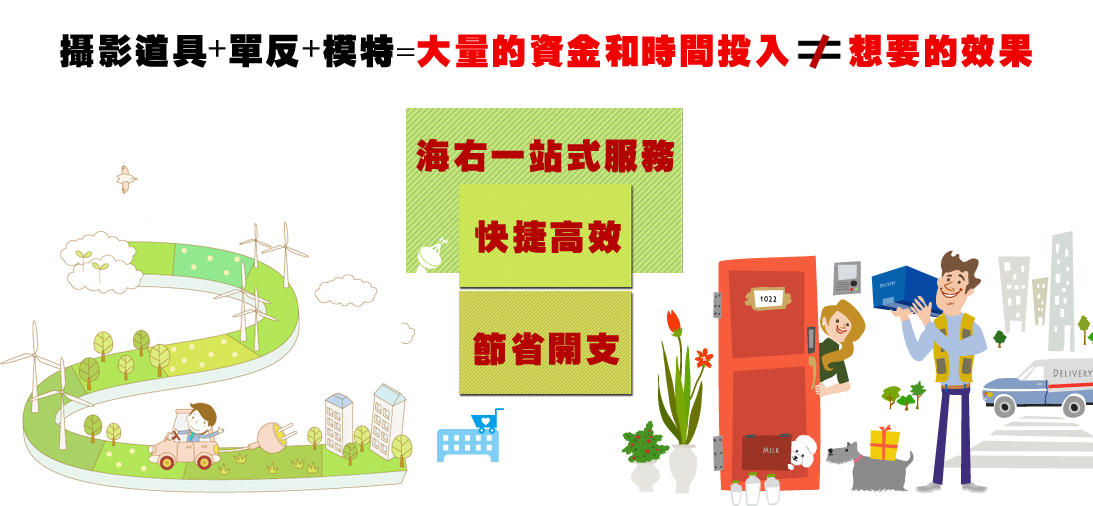 攝影道具+單反+模特=大量的資金和時間投入≠想要的效果
海右一站式服務
快捷高效
節省開支
1022
DELIVERY
DELIVERY
MILK